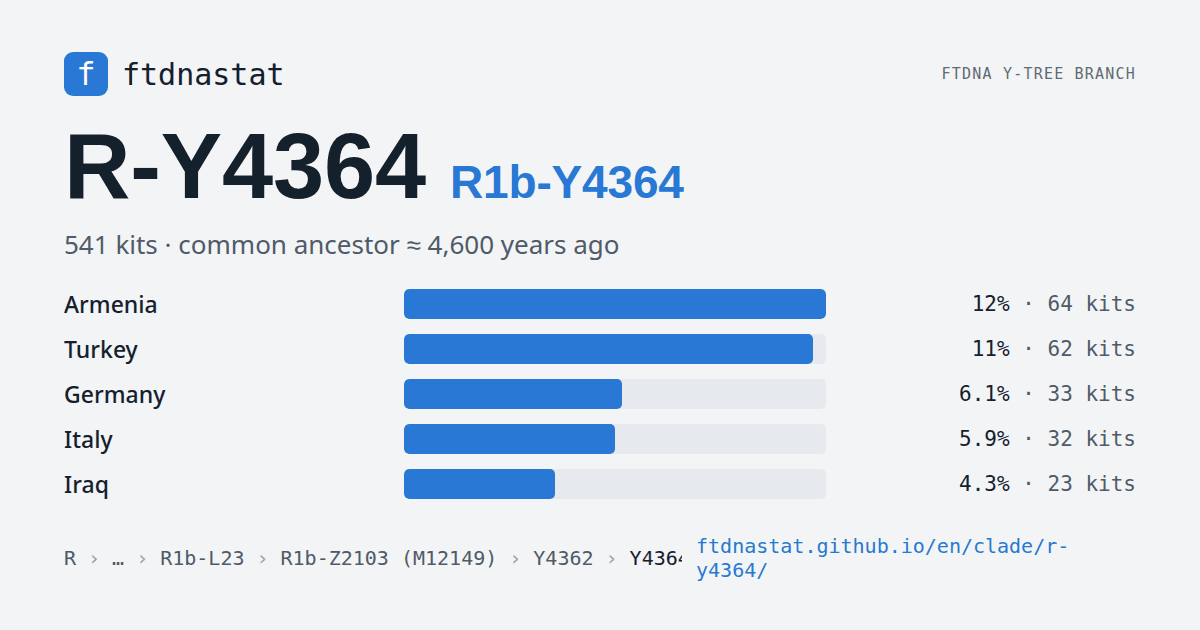 f ftdnastat
FTDNA Y-TREE BRANCH
R-Y4364 R1b-Y4364
541 kits · common ancestor ≈ 4,600 years ago
Armenia 12% · 64 kits
Turkey 11% · 62 kits
Germany 6.1% · 33 kits
Italy 5.9% · 32 kits
Iraq 4.3% · 23 kits
R › … › R1b-L23 › R1b-Z2103 (M12149) › Y4362 › Y4364
ftdnastat.github.io/en/clade/r-
y4364/